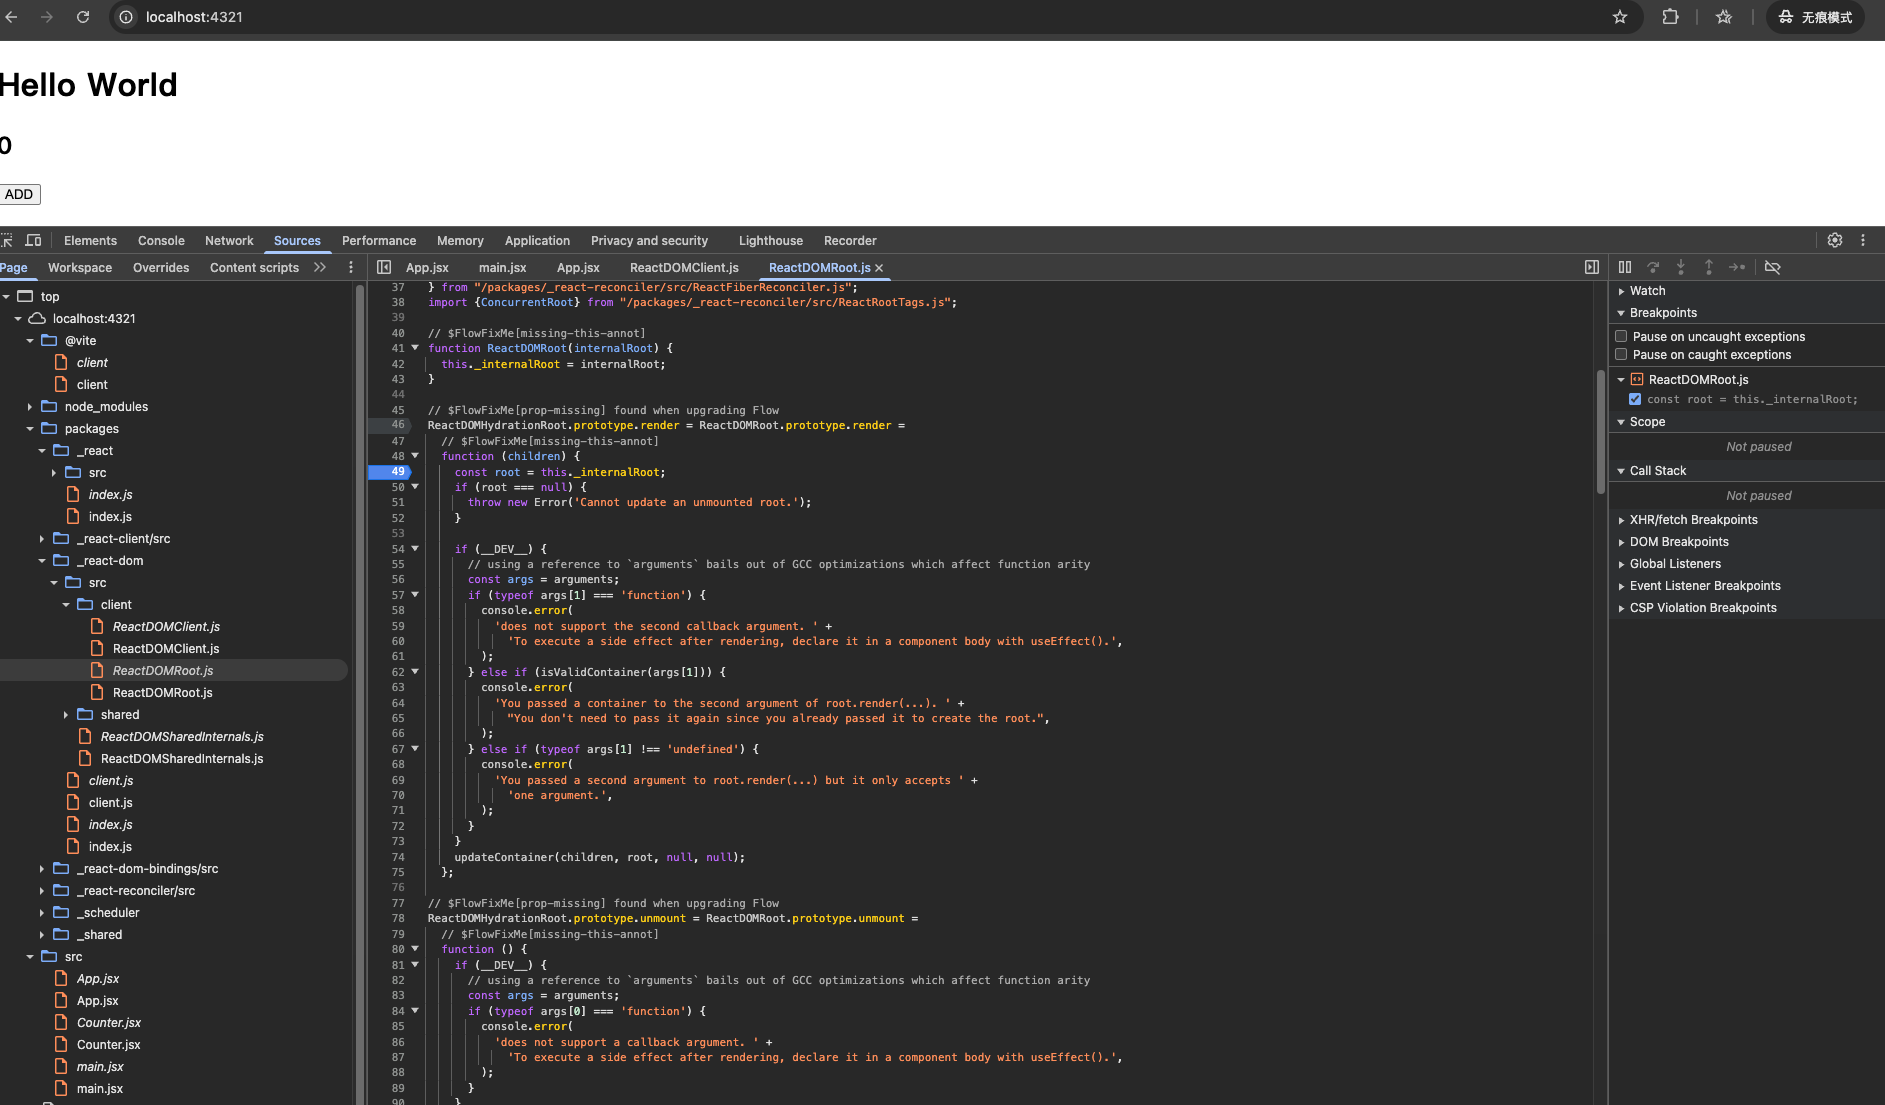 localhost:4321
无痕模式
Hello World
0
ADD
Elements Console Network Sources Performance Memory Application Privacy and security Lighthouse Recorder
Page Workspace Overrides Content scripts
App.jsx main.jsx App.jsx ReactDOMClient.js ReactDOMRoot.js
top
localhost:4321
@vite
client
client
node_modules
packages
_react
src
index.js
index.js
_react-client/src
_react-dom
src
client
ReactDOMClient.js
ReactDOMClient.js
ReactDOMRoot.js
ReactDOMRoot.js
shared
ReactDOMSharedInternals.js
ReactDOMSharedInternals.js
client.js
client.js
index.js
index.js
_react-dom-bindings/src
_react-reconciler/src
_scheduler
_shared
src
App.jsx
App.jsx
Counter.jsx
Counter.jsx
main.jsx
main.jsx
37 } from "/packages/_react-reconciler/src/ReactFiberReconciler.js";
38 import {ConcurrentRoot} from "/packages/_react-reconciler/src/ReactRootTags.js";
39
40 // $FlowFixMe[missing-this-annot]
41 function ReactDOMRoot(internalRoot) {
42 this._internalRoot = internalRoot;
43 }
44
45 // $FlowFixMe[prop-missing] found when upgrading Flow
46 ReactDOMHydrationRoot.prototype.render = ReactDOMRoot.prototype.render =
47 // $FlowFixMe[missing-this-annot]
48 function (children) {
49 const root = this._internalRoot;
50 if (root === null) {
51 throw new Error('Cannot update an unmounted root.');
52 }
53
54 if (__DEV__) {
55 // using a reference to `arguments` bails out of GCC optimizations which affect function arity
56 const args = arguments;
57 if (typeof args[1] === 'function') {
58 console.error(
59 'does not support the second callback argument. ' +
60 'To execute a side effect after rendering, declare it in a component body with useEffect().',
61 );
62 } else if (isValidContainer(args[1])) {
63 console.error(
64 'You passed a container to the second argument of root.render(...). ' +
65 "You don't need to pass it again since you already passed it to create the root.",
66 );
67 } else if (typeof args[1] !== 'undefined') {
68 console.error(
69 'You passed a second argument to root.render(...) but it only accepts ' +
70 'one argument.',
71 );
72 }
73 }
74 updateContainer(children, root, null, null);
75 };
76
77 // $FlowFixMe[prop-missing] found when upgrading Flow
78 ReactDOMHydrationRoot.prototype.unmount = ReactDOMRoot.prototype.unmount =
79 // $FlowFixMe[missing-this-annot]
80 function () {
81 if (__DEV__) {
82 // using a reference to `arguments` bails out of GCC optimizations which affect function arity
83 const args = arguments;
84 if (typeof args[0] === 'function') {
85 console.error(
86 'does not support a callback argument. ' +
87 'To execute a side effect after rendering, declare it in a component body with useEffect().',
88 );
89 }
90 }
Watch
Breakpoints
Pause on uncaught exceptions
Pause on caught exceptions
ReactDOMRoot.js
const root = this._internalRoot;
Scope
Not paused
Call Stack
Not paused
XHR/fetch Breakpoints
DOM Breakpoints
Global Listeners
Event Listener Breakpoints
CSP Violation Breakpoints